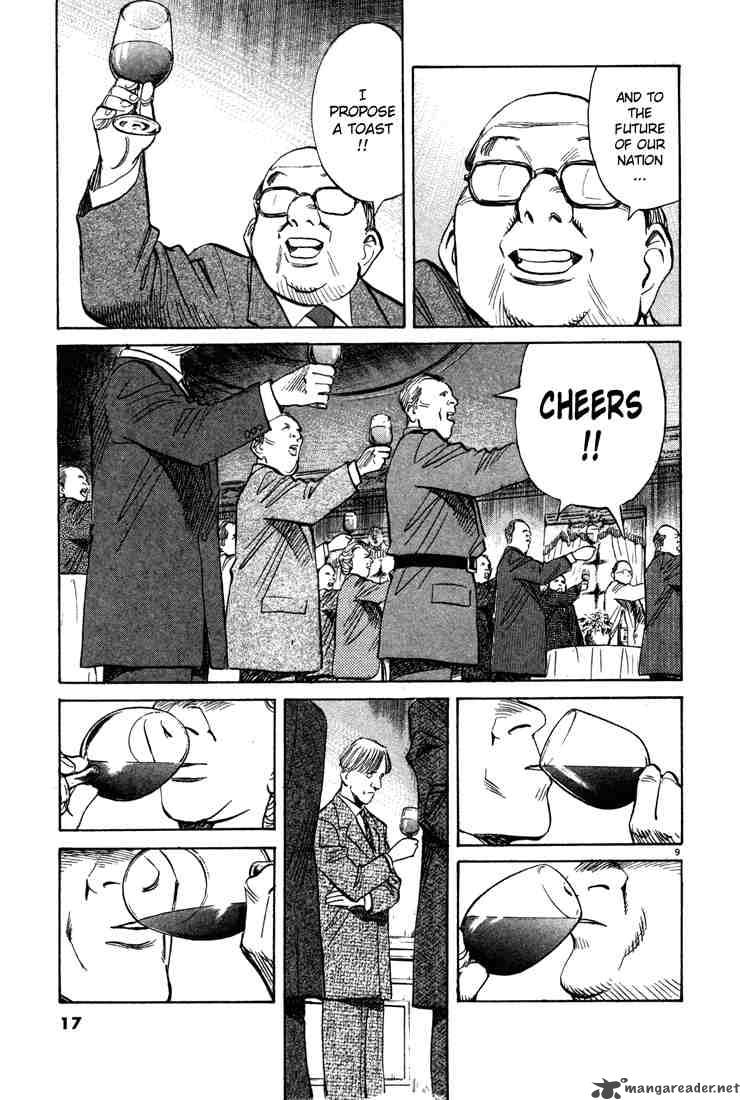 AND TO
THE
FUTURE
OF OUR
NATION
...
I
PROPOSE
A TOAST
!!
CHEERS
!!
9
17
mangareader.net